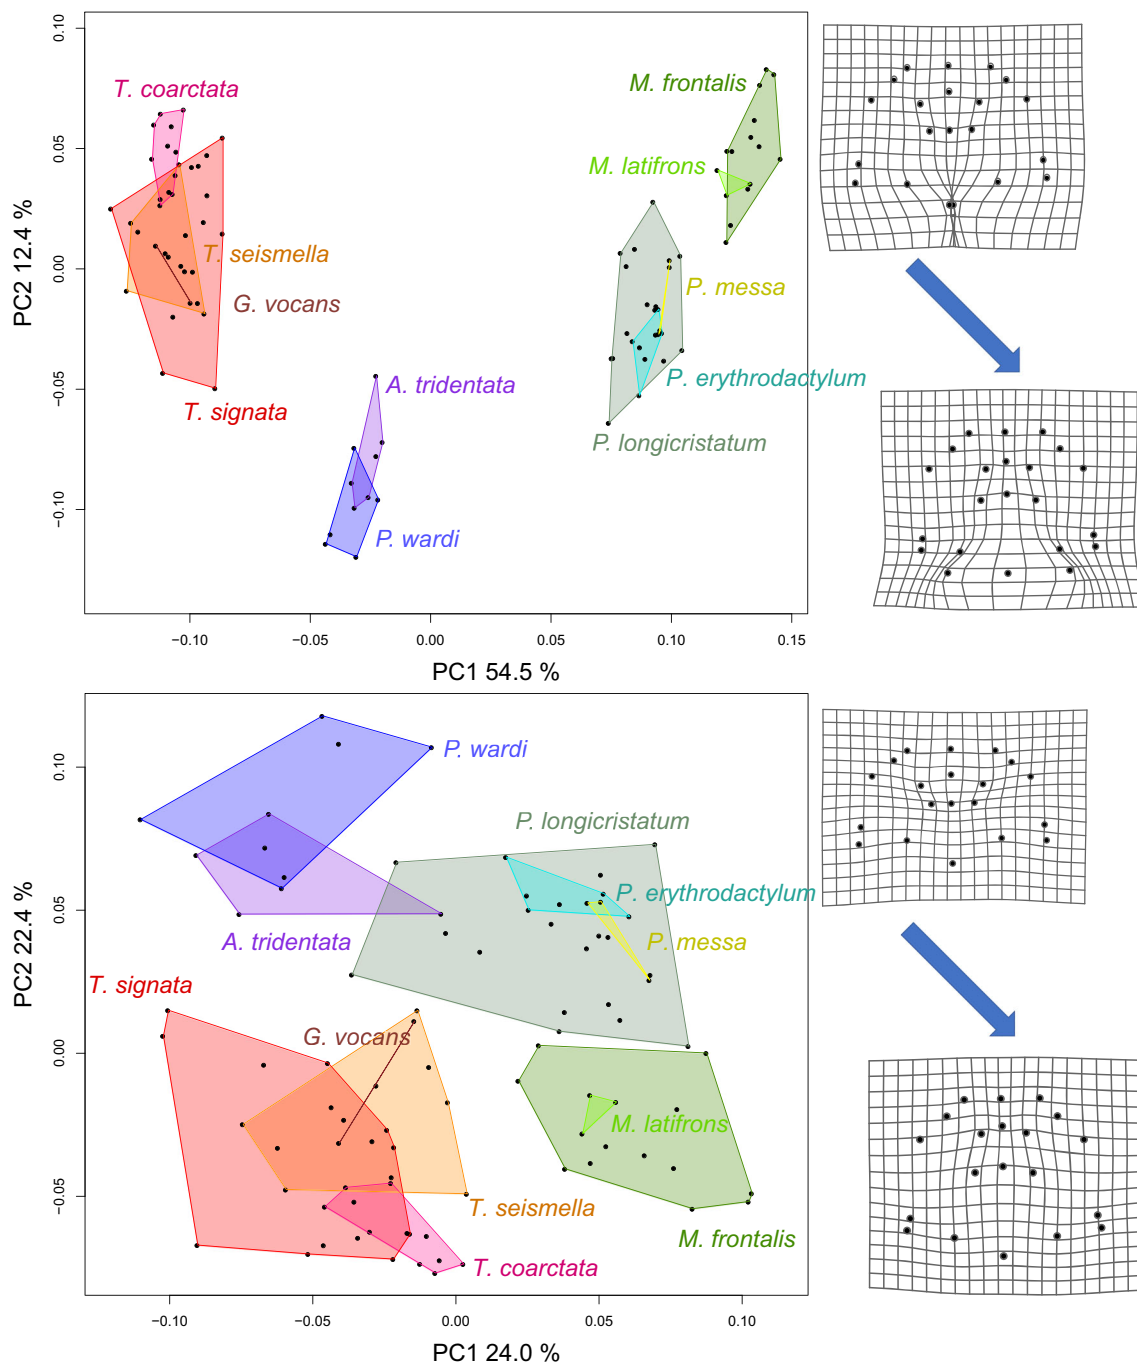 0.10
0.05
0.00
−0.05
−0.10
PC2 12.4 %
T. coarctata
M. frontalis
M. latifrons
T. seismella
G. vocans
P. messa
A. tridentata
P. erythrodactylum
T. signata
P. longicristatum
P. wardi
−0.10
−0.05
0.00
0.05
0.10
0.15
PC1 54.5 %
0.10
0.05
0.00
−0.05
PC2 22.4 %
P. wardi
P. longicristatum
P. erythrodactylum
A. tridentata
P. messa
T. signata
G. vocans
M. latifrons
T. seismella
M. frontalis
T. coarctata
−0.10
−0.05
0.00
0.05
0.10
PC1 24.0 %